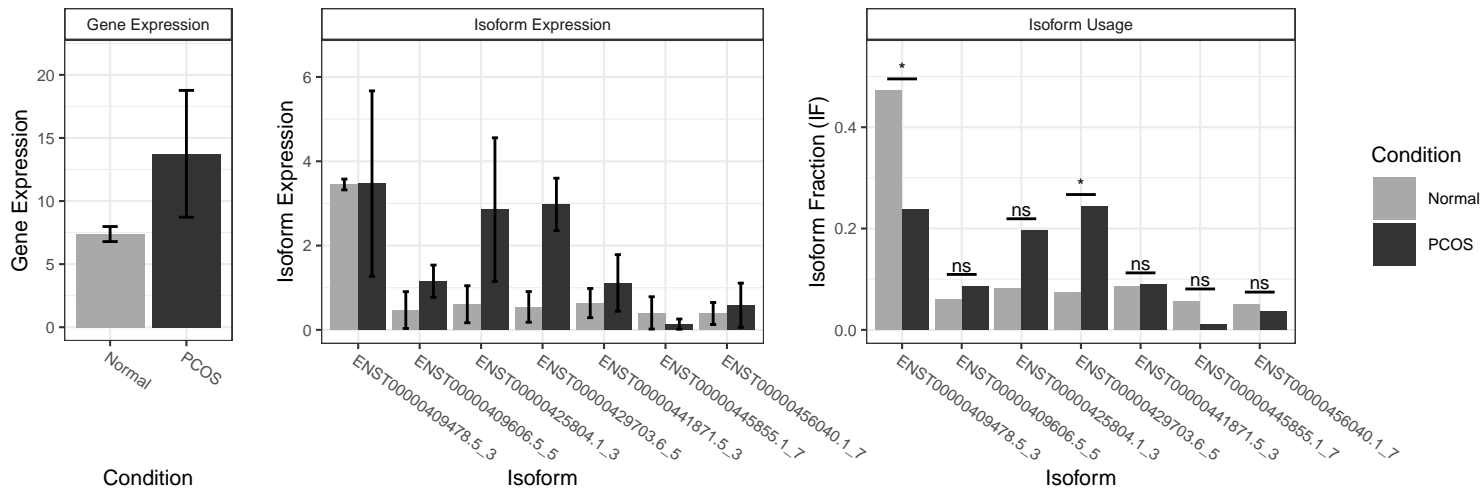 Gene Expression
Gene Expression
20
15
10
5
0
Normal
PCOS
Condition
Isoform Expression
Isoform Expression
6
4
2
0
ENST00000409478.5_3
ENST00000409606.5_5
ENST00000425804.1_3
ENST00000429703.6_5
ENST00000441871.5_3
ENST00000445855.1_7
ENST00000456040.1_7
Isoform
Isoform Usage
Isoform Fraction (IF)
0.4
0.2
0.0
*
ns
ns
*
ns
ns
ns
ENST00000409478.5_3
ENST00000409606.5_5
ENST00000425804.1_3
ENST00000429703.6_5
ENST00000441871.5_3
ENST00000445855.1_7
ENST00000456040.1_7
Isoform
Condition
Normal
PCOS